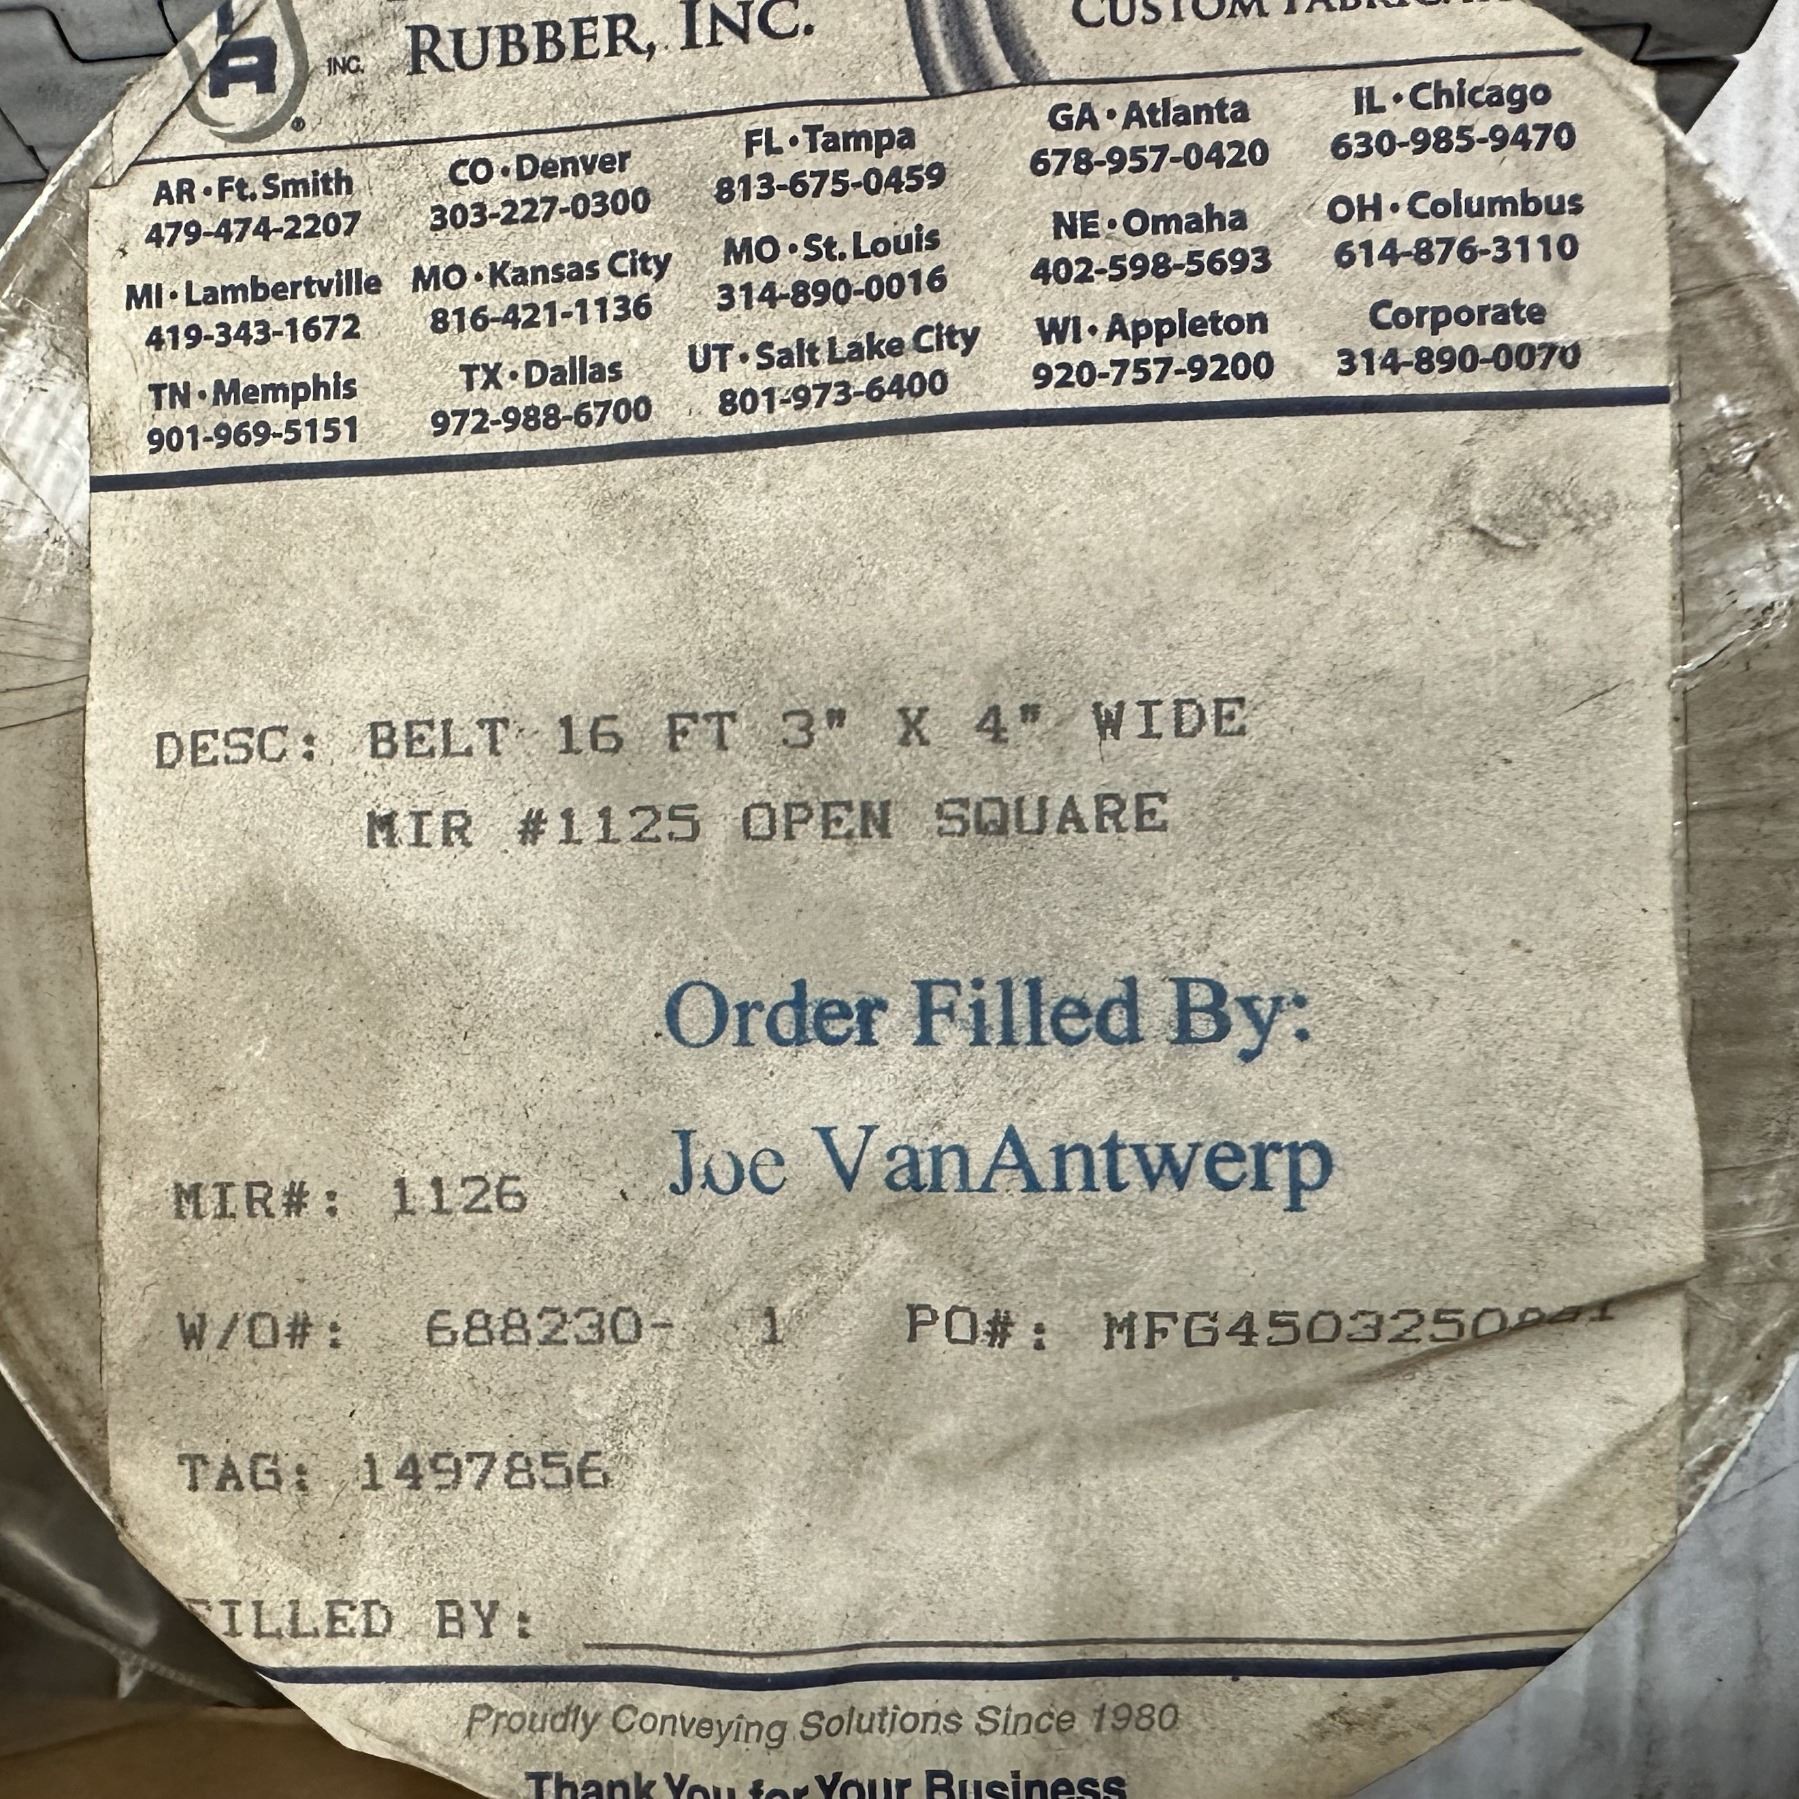 INC.
RUBBER, INC.
CUSTOM
AR • Ft. Smith
479-474-2207
CO • Denver
303-227-0300
FL • Tampa
813-675-0459
GA • Atlanta
678-957-0420
IL • Chicago
630-985-9470
MI • Lambertville
419-343-1672
MO • Kansas City
816-421-1136
MO • St. Louis
314-890-0016
NE • Omaha
402-598-5693
OH • Columbus
614-876-3110
TN • Memphis
901-969-5151
TX • Dallas
972-988-6700
UT • Salt Lake City
801-973-6400
WI • Appleton
920-757-9200
Corporate
314-890-0070
DESC: BELT 16 FT 3" X 4" WIDE
MIR #1125 OPEN SQUARE
Order Filled By:
Joe VanAntwerp
MIR#: 1126
W/O#: 688230- 1 PO#:
TAG: 1497856
FILLED BY:
Proudly Conveying Solutions Since 1980
Thank You for Your Business